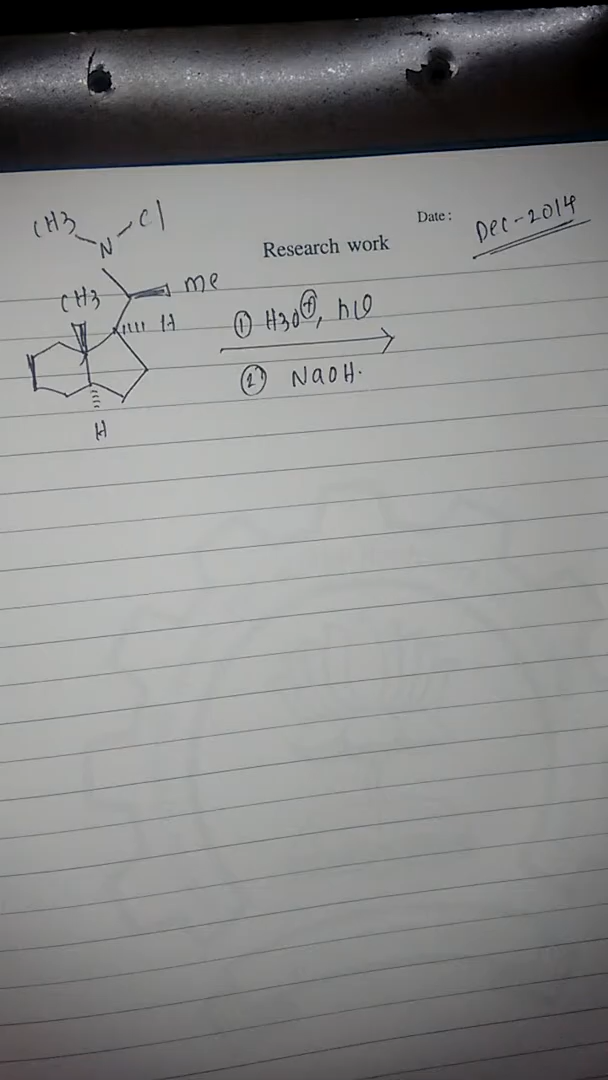 Date: Dec-2014
Research work
CH3 N Cl
CH3 Me
H
H
① H3O⊕, hν
② NaOH.